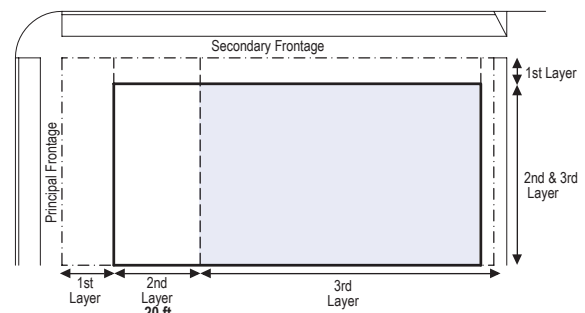 Secondary Frontage
1st Layer
Principal Frontage
2nd & 3rd
Layer
1st
Layer
2nd
Layer
20 ft
3rd
Layer